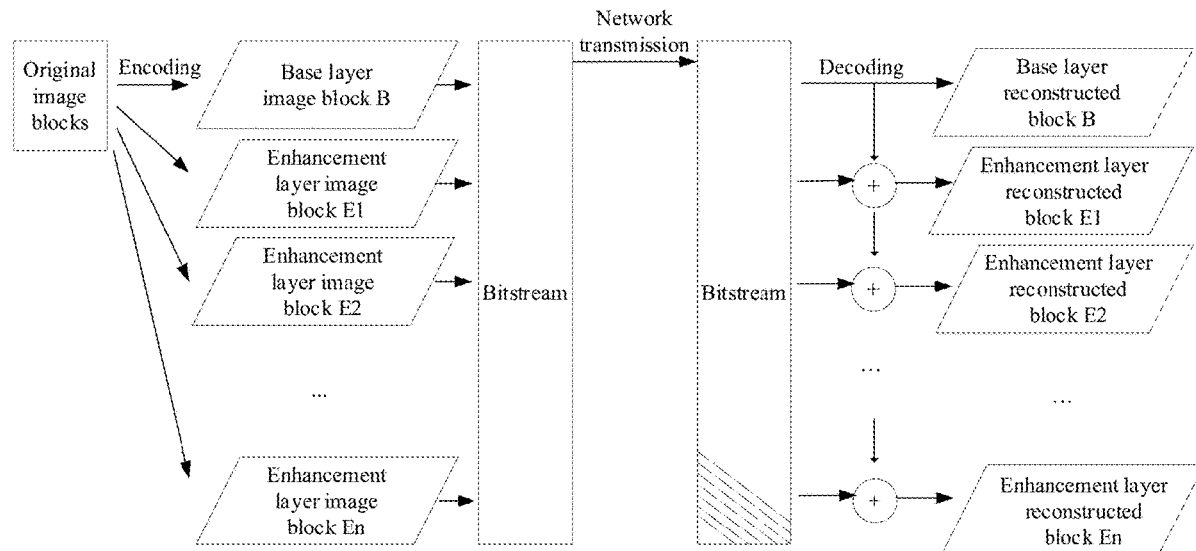 Original
image
blocks
Encoding
Base layer
image block B
Enhancement
layer image
block E1
Enhancement
layer image
block E2
...
Enhancement
layer image
block En
Bitstream
Network
transmission
Bitstream
Decoding
+
+
...
+
Base layer
reconstructed
block B
Enhancement layer
reconstructed
block E1
Enhancement layer
reconstructed
block E2
...
Enhancement layer
reconstructed
block En